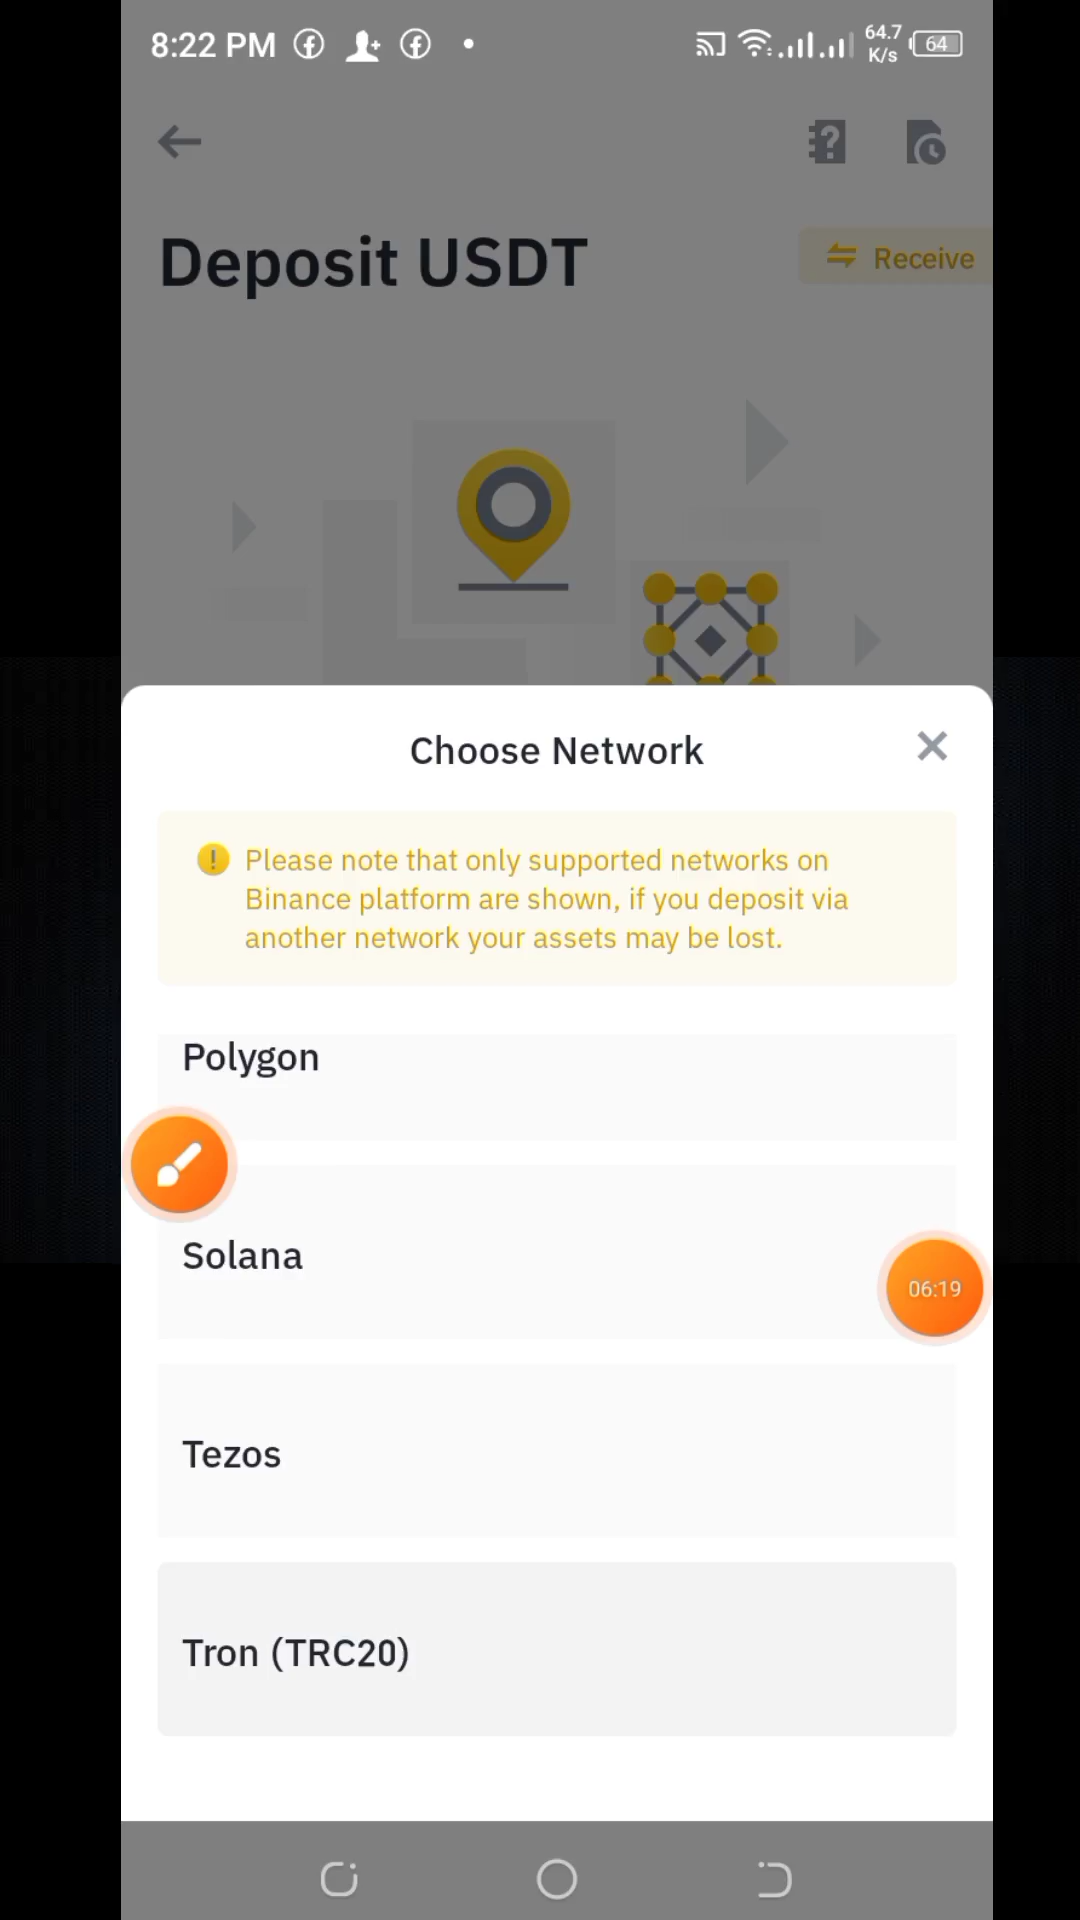 8:22 PM
64.7
K/s
64
Deposit USDT
Receive
Choose Network
Please note that only supported networks on
Binance platform are shown, if you deposit via
another network your assets may be lost.
Polygon
Solana
06:19
Tezos
Tron (TRC20)